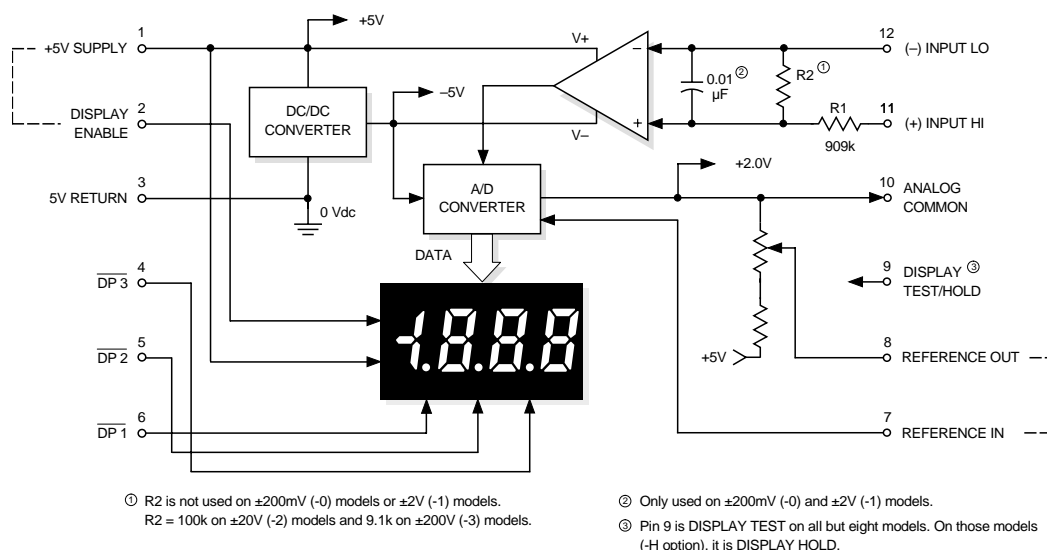 +5V SUPPLY 1
DISPLAY ENABLE 2
5V RETURN 3
DP 3 4
DP 2 5
DP 1 6
+5V
DC/DC
CONVERTER
0 Vdc
–5V
V+
V–
–
+
0.01 ②
µF
R2 ①
R1
909k
A/D
CONVERTER
DATA
-1.8.8.8
+2.0V
+5V
12 (–) INPUT LO
11 (+) INPUT HI
10 ANALOG COMMON
9 DISPLAY ③ TEST/HOLD
8 REFERENCE OUT
7 REFERENCE IN
① R2 is not used on ±200mV (-0) models or ±2V (-1) models.
R2 = 100k on ±20V (-2) models and 9.1k on ±200V (-3) models.
② Only used on ±200mV (-0) and ±2V (-1) models.
③ Pin 9 is DISPLAY TEST on all but eight models. On those models
(-H option), it is DISPLAY HOLD.